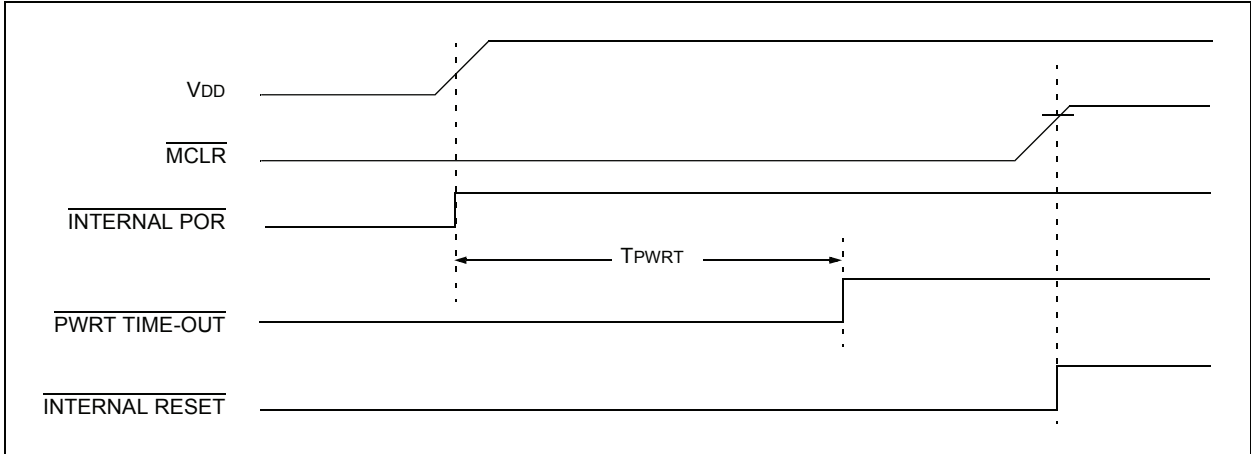 VDD
MCLR
INTERNAL POR
TPWRT
PWRT TIME-OUT
INTERNAL RESET